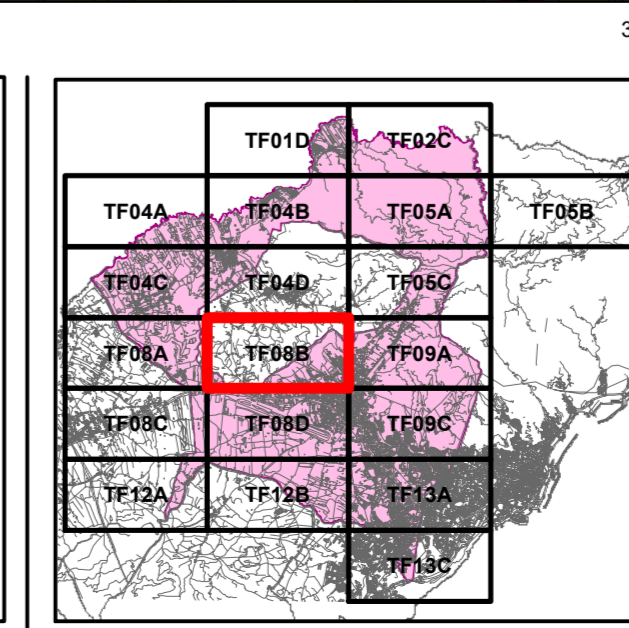 3
TF01D TF02C
TF04A TF04B TF05A TF05B
TF04C TF04D TF05C
TF08A TF08B TF09A
TF08C TF08D TF09C
TF12A TF12B TF13A
TF13C